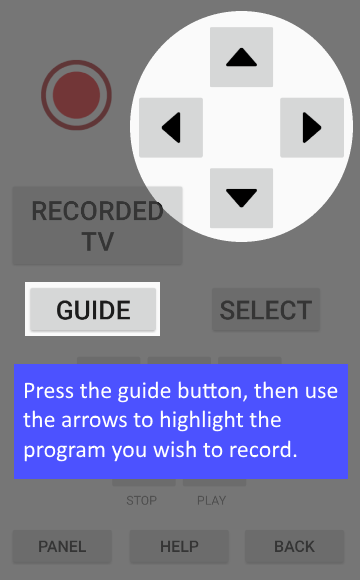 RECORDED
TV
GUIDE
SELECT
Press the guide button, then use
the arrows to highlight the
program you wish to record.
STOP
PLAY
PANEL
HELP
BACK